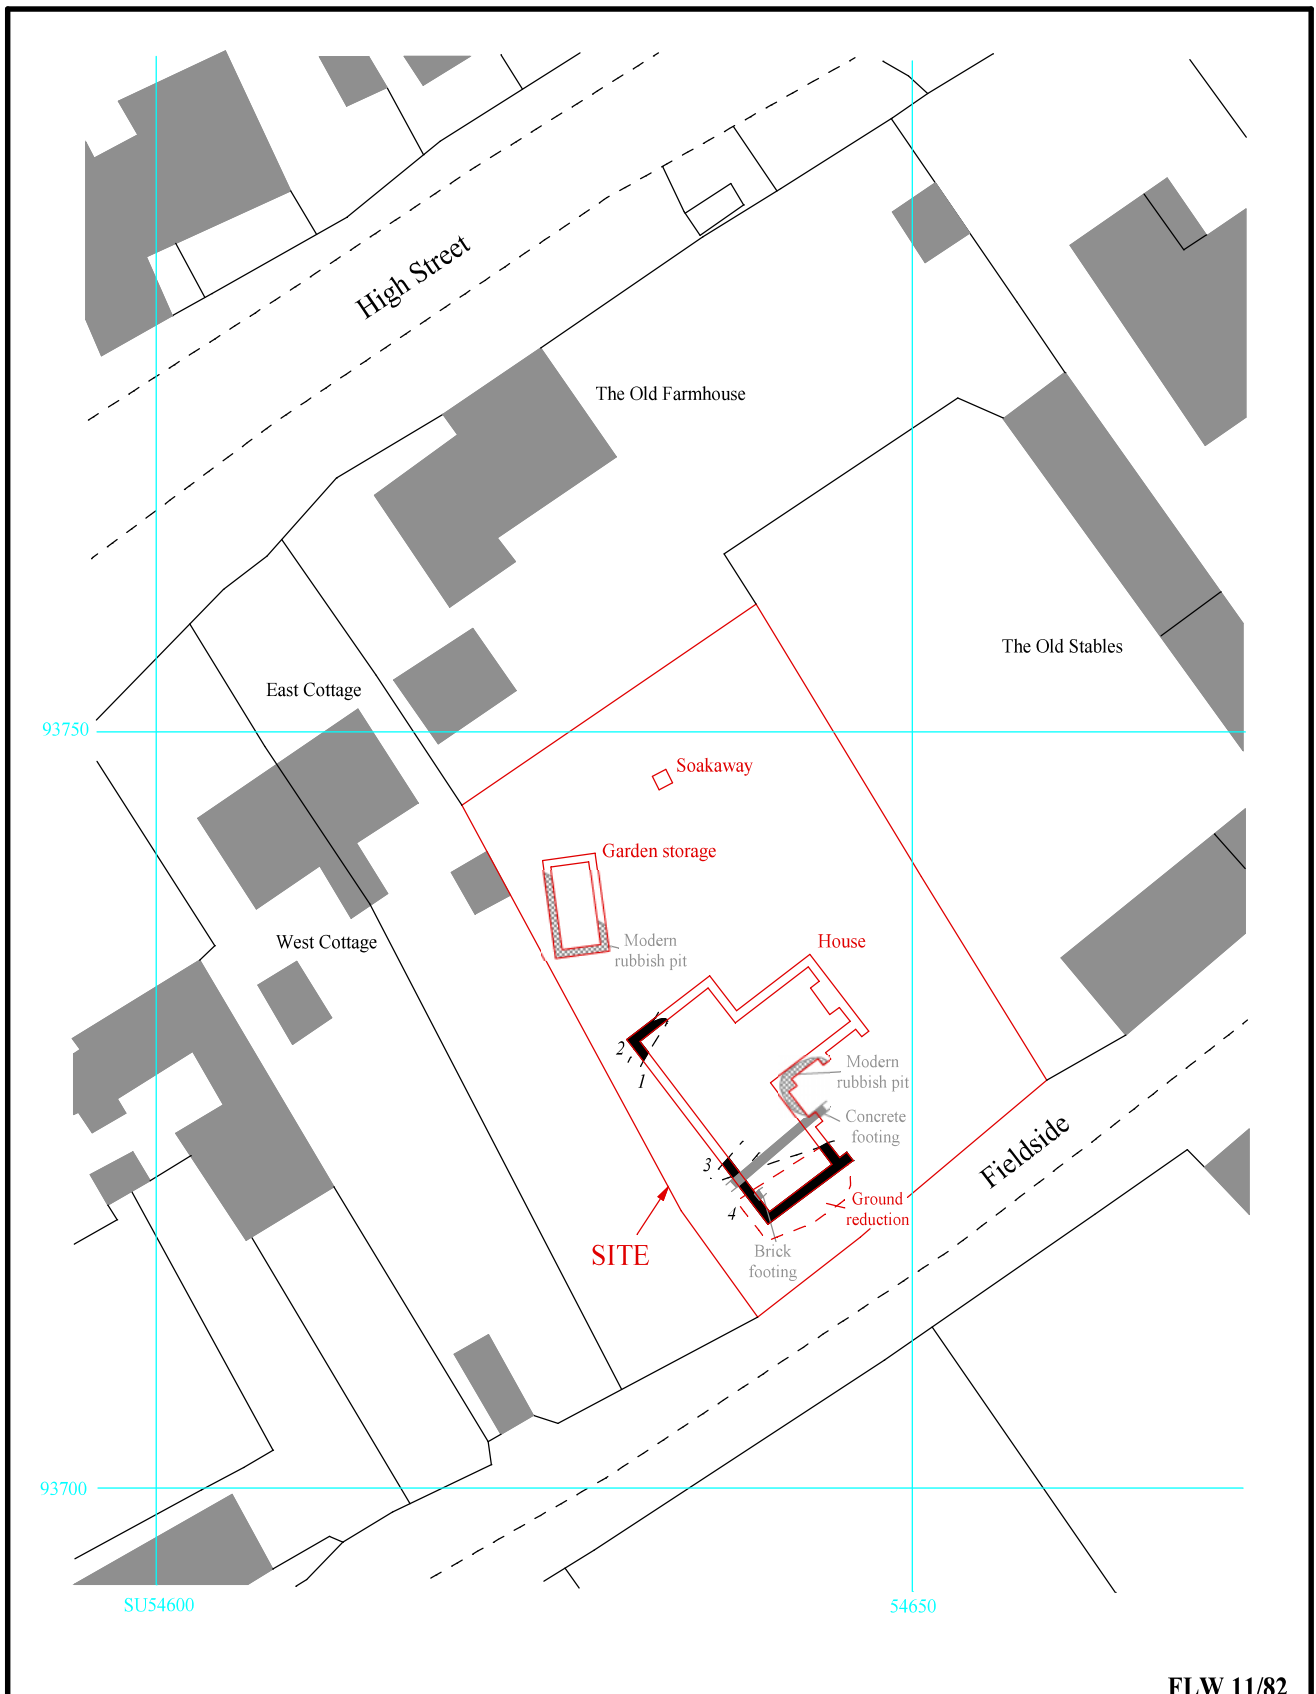 High Street
The Old Farmhouse
The Old Stables
East Cottage
93750
Soakaway
Garden storage
West Cottage
Modern
rubbish pit
House
2
1
Modern
rubbish pit
Concrete
footing
Fieldside
3
4
Ground
reduction
SITE
Brick
footing
93700
SU54600
54650
FLW 11/82